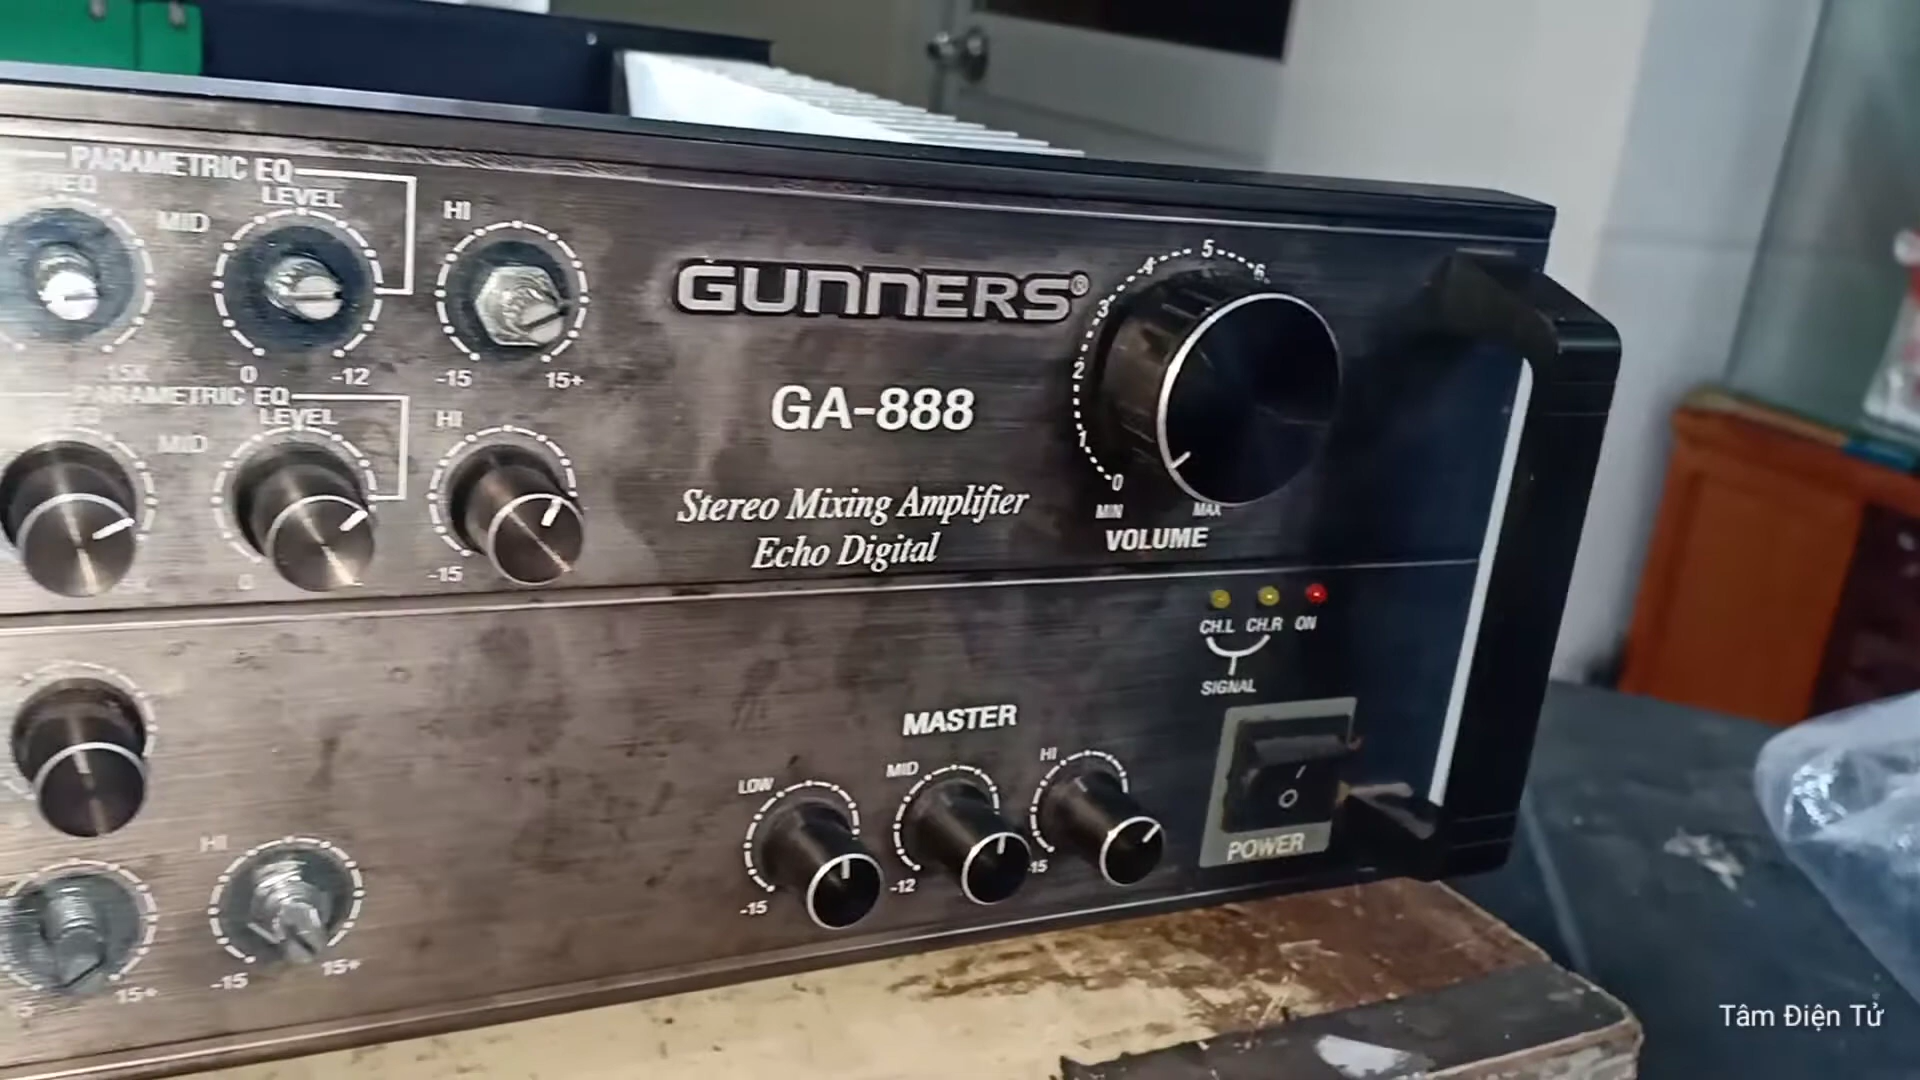 PARAMETRIC EQ
FREQ
MID
LEVEL
HI
15K
0
-12
-15
15+
GUNNERS®
GA-888
Stereo Mixing Amplifier
Echo Digital
0
1
2
3
4
5
6
MIN
MAX
VOLUME
PARAMETRIC EQ
MID
LEVEL
HI
0
-15
CH.L
CH.R
ON
SIGNAL
MASTER
LOW
MID
HI
-15
-12
-15
POWER
HI
15+
-15
15+
Tâm Điện Tử